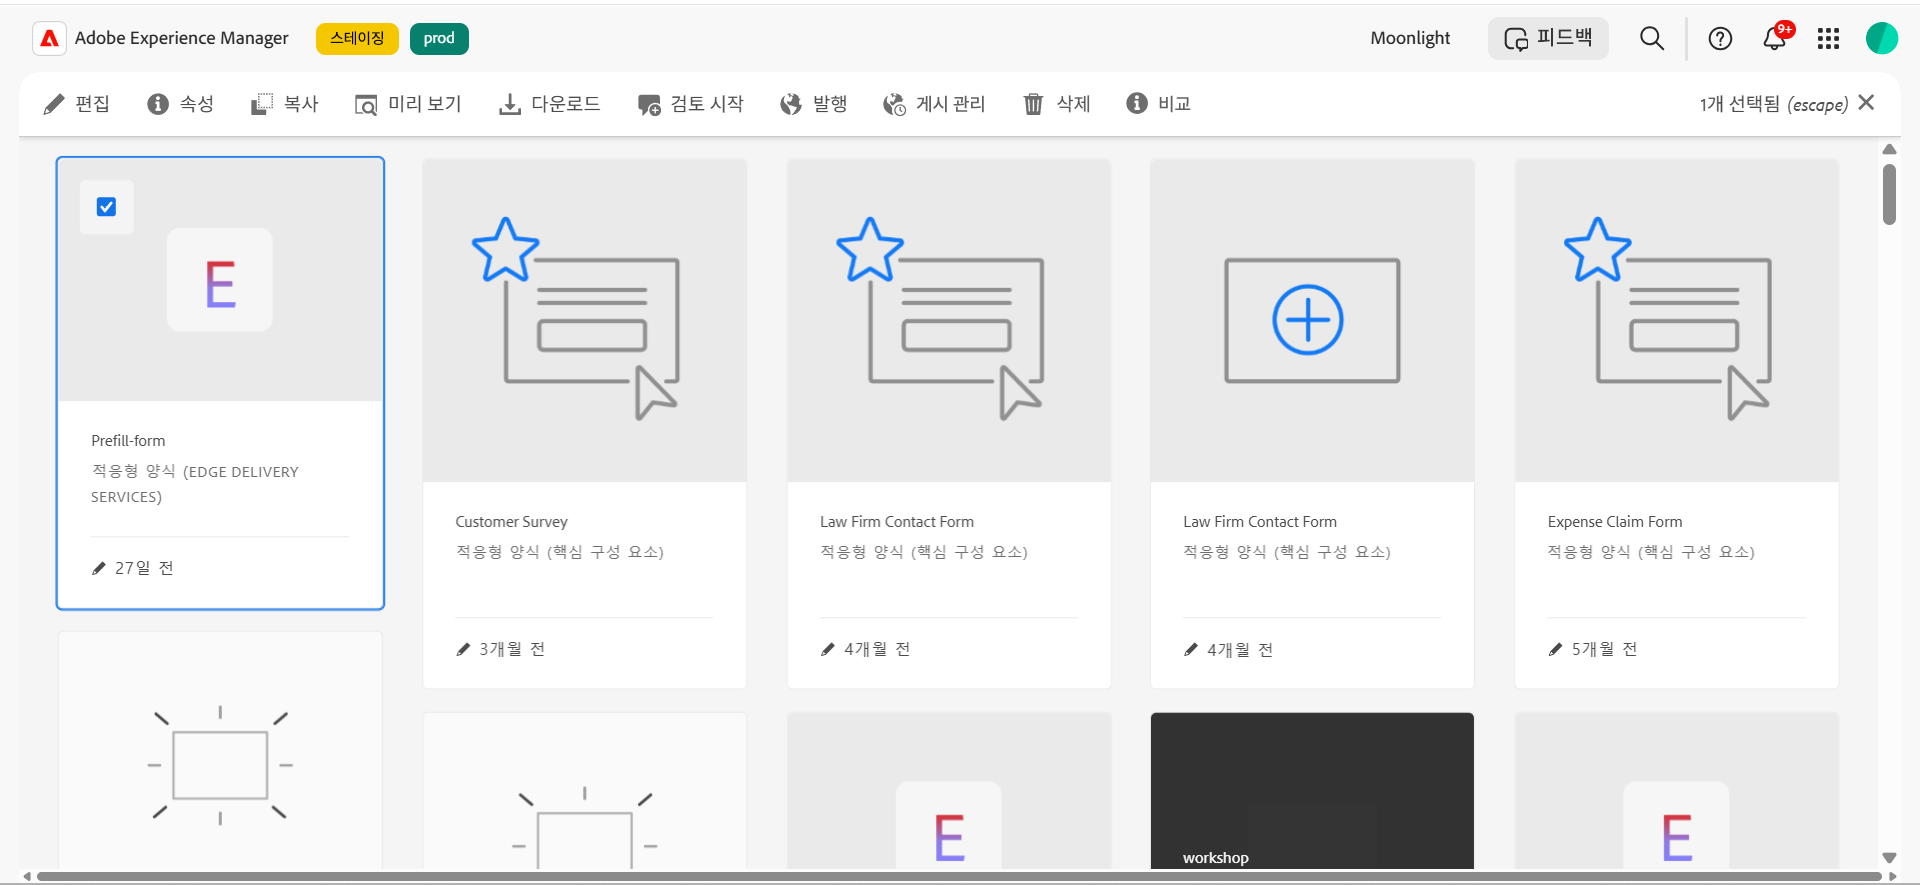 Adobe Experience Manager 스테이징 prod Moonlight 피드백 9+
편집 속성 복사 미리 보기 다운로드 검토 시작 발행 게시 관리 삭제 비교 1개 선택됨 (escape)
E
Prefill-form
적응형 양식 (EDGE DELIVERY
SERVICES)
27일 전
Customer Survey
적응형 양식 (핵심 구성 요소)
3개월 전
Law Firm Contact Form
적응형 양식 (핵심 구성 요소)
4개월 전
Law Firm Contact Form
적응형 양식 (핵심 구성 요소)
4개월 전
Expense Claim Form
적응형 양식 (핵심 구성 요소)
5개월 전
E
workshop
E